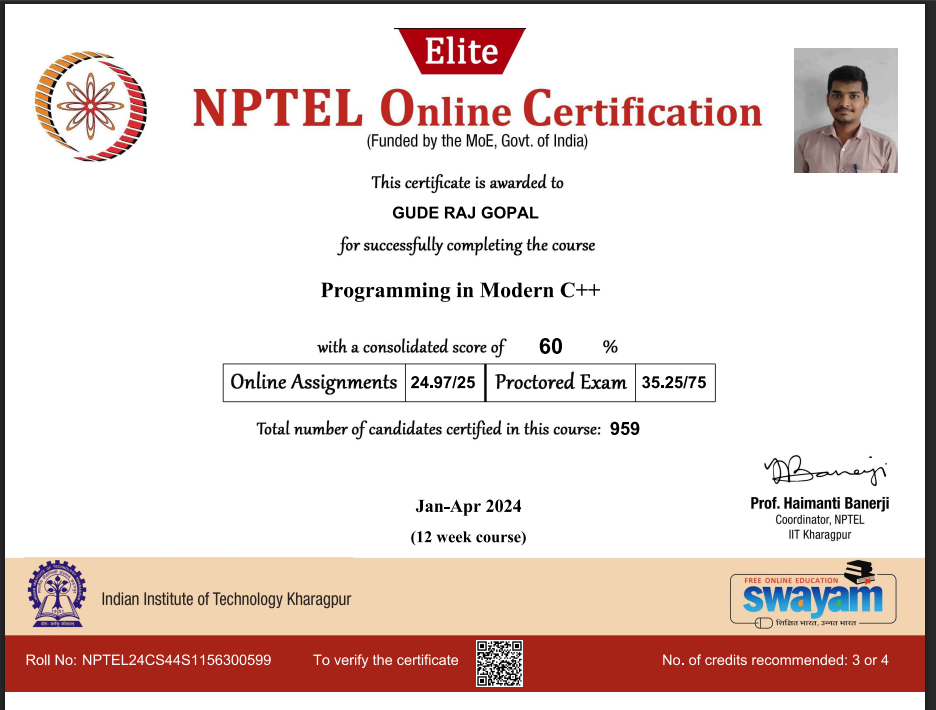 Elite
NPTEL Online Certification
(Funded by the MoE, Govt. of India)
This certificate is awarded to
GUDE RAJ GOPAL
for successfully completing the course
Programming in Modern C++
with a consolidated score of 60 %
Online Assignments 24.97/25 Proctored Exam 35.25/75
Total number of candidates certified in this course: 959
Banerji
Prof. Haimanti Banerji
Coordinator, NPTEL
IIT Kharagpur
Jan-Apr 2024
(12 week course)
Indian Institute of Technology Kharagpur
FREE ONLINE EDUCATION
swayam
शिक्षित भारत, उन्नत भारत
Roll No: NPTEL24CS44S1156300599 To verify the certificate No. of credits recommended: 3 or 4